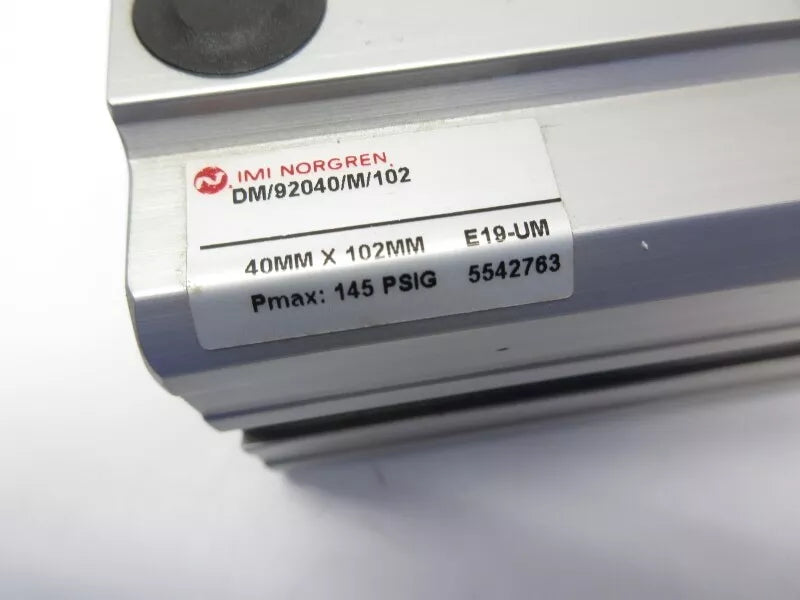 IMI NORGREN.
DM/92040/M/102
40MM X 102MM E19-UM
Pmax: 145 PSIG 5542763